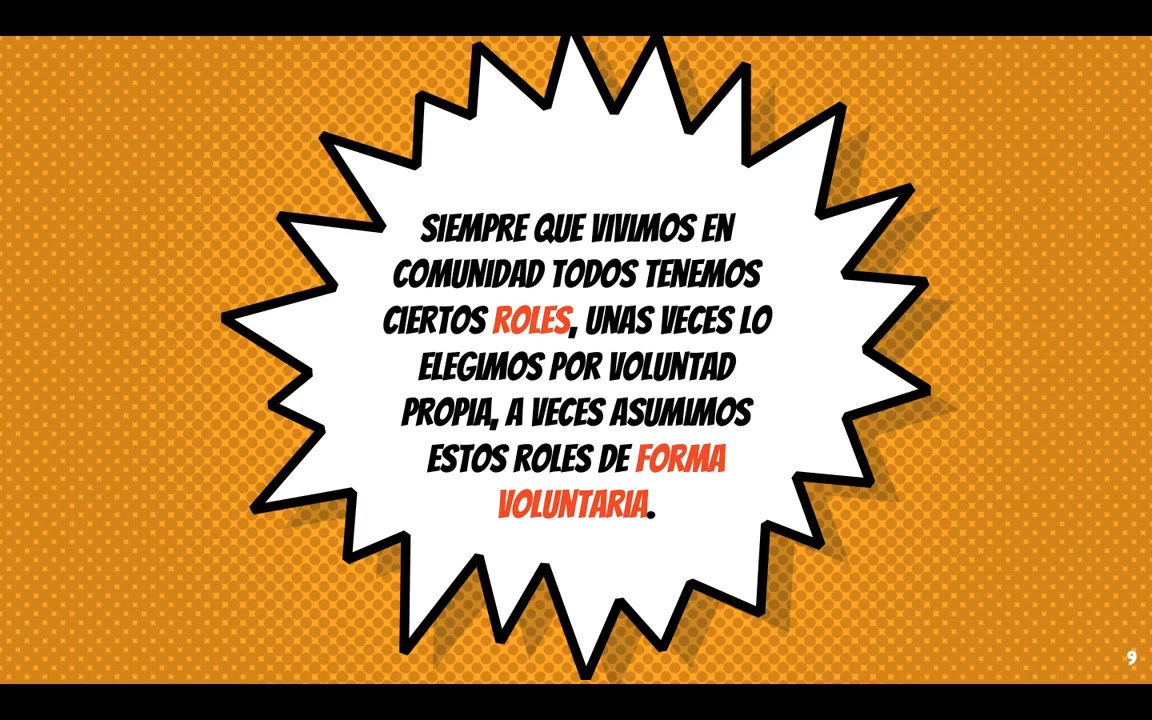 SIEMPRE QUE VIVIMOS EN
COMUNIDAD TODOS TENEMOS
CIERTOS ROLES, UNAS VECES LO
ELEGIMOS POR VOLUNTAD
PROPIA, A VECES ASUMIMOS
ESTOS ROLES DE FORMA
VOLUNTARIA.
9